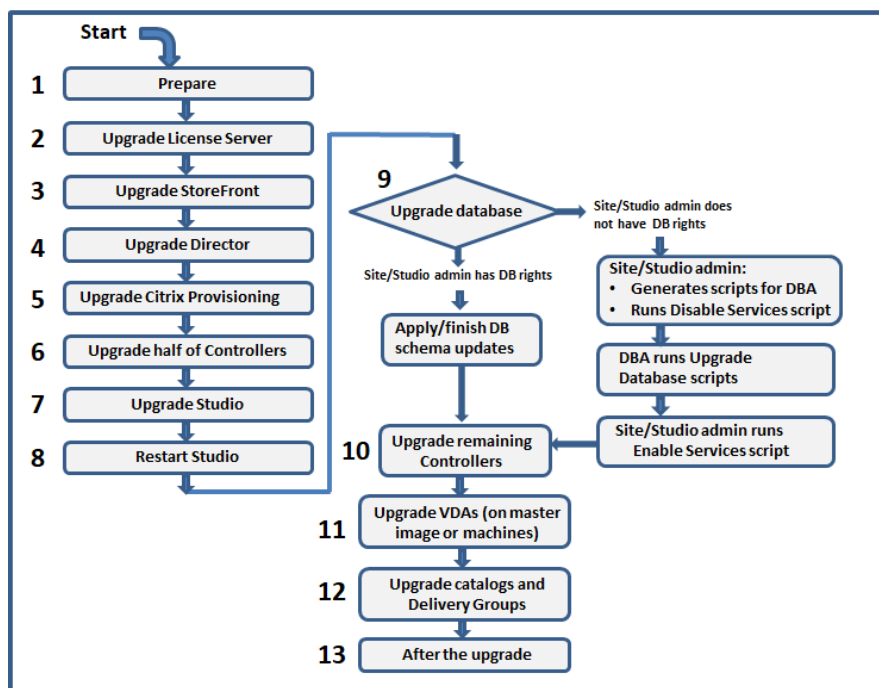 Start
1
Prepare
2
Upgrade License Server
3
Upgrade StoreFront
4
Upgrade Director
5
Upgrade Citrix Provisioning
6
Upgrade half of Controllers
7
Upgrade Studio
8
Restart Studio
9
Upgrade database
Site/Studio admin does
not have DB rights
Site/Studio admin has DB rights
Site/Studio admin:
• Generates scripts for DBA
• Runs Disable Services script
Apply/finish DB
schema updates
DBA runs Upgrade
Database scripts
Site/Studio admin runs
Enable Services script
10
Upgrade remaining
Controllers
11
Upgrade VDAs (on master
image or machines)
12
Upgrade catalogs and
Delivery Groups
13
After the upgrade